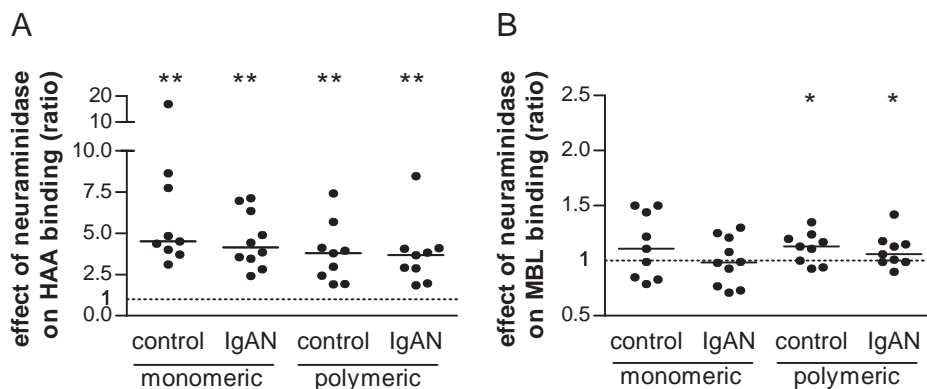 A
effect of neuraminidase
on HAA binding (ratio)
** ** ** **
20
10
10.0
7.5
5.0
2.5
1
0.0
control IgAN control IgAN
monomeric polymeric
B
effect of neuraminidase
on MBL binding (ratio)
* *
2.5
2.0
1.5
1
0.5
control IgAN control IgAN
monomeric polymeric